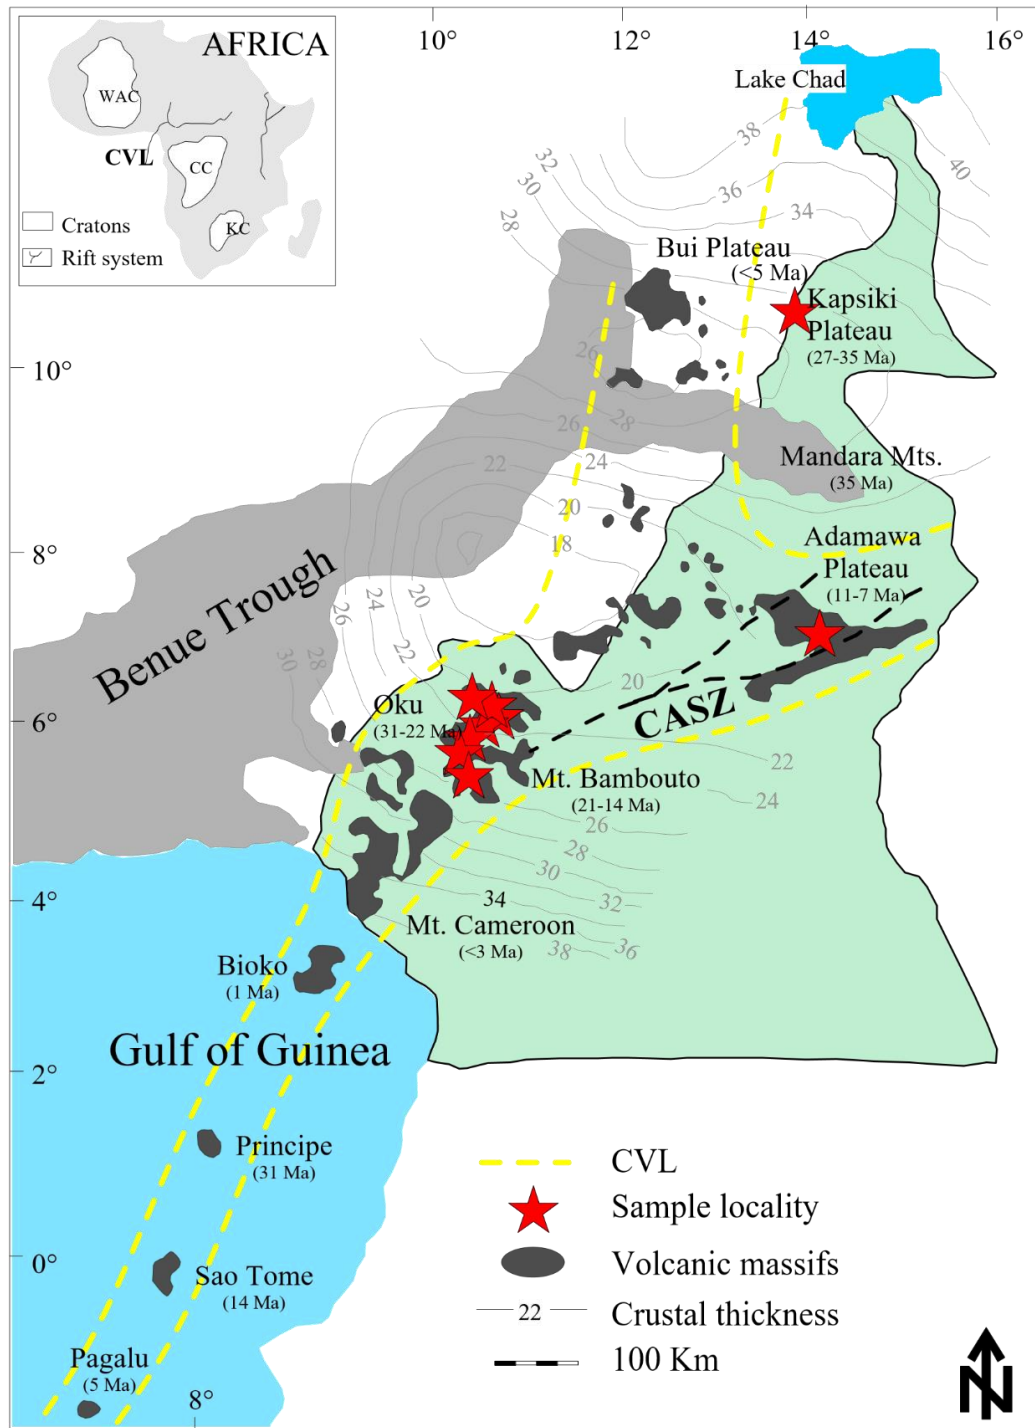 10°
12°
14°
16°
AFRICA
WAC
CVL
CC
KC
Cratons
Rift system
Lake Chad
38
40
32
30
28
36
34
Bui Plateau
(<5 Ma)
Kapsiki
Plateau
(27-35 Ma)
10°
26
28
26
22
24
Mandara Mts.
(35 Ma)
20
18
8°
Adamawa
Plateau
(11-7 Ma)
Benue Trough
26
24
20
22
28
30
20
6°
Oku
(31-22 Ma)
CASZ
22
24
Mt. Bambouto
(21-14 Ma)
26
28
30
32
34
36
38
4°
Mt. Cameroon
(<3 Ma)
Bioko
(1 Ma)
Gulf of Guinea
2°
Principe
(31 Ma)
0°
Sao Tome
(14 Ma)
Pagalu
(5 Ma)
8°
CVL
Sample locality
Volcanic massifs
22
Crustal thickness
100 Km
N